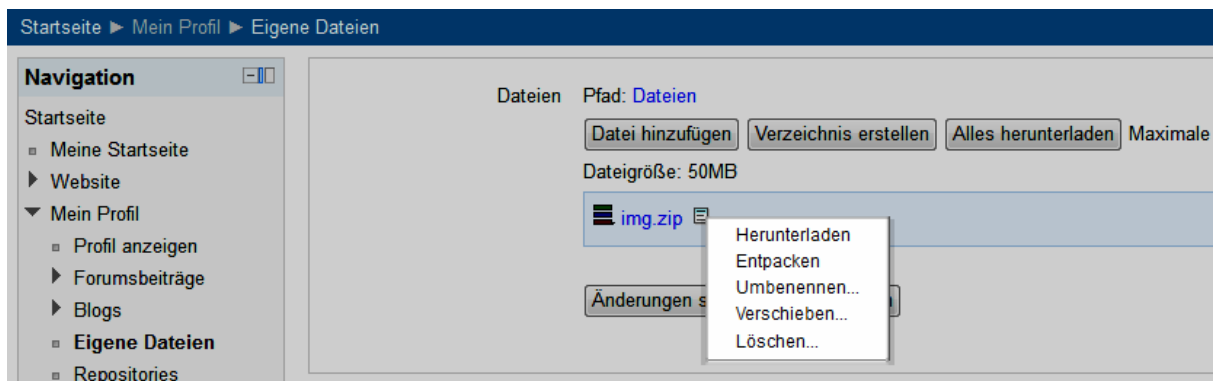 Startseite ► Mein Profil ► Eigene Dateien
Navigation
Startseite
Meine Startseite
Website
Mein Profil
Profil anzeigen
Forumsbeiträge
Blogs
Eigene Dateien
Repositories
Dateien Pfad: Dateien
Datei hinzufügen Verzeichnis erstellen Alles herunterladen Maximale
Dateigröße: 50MB
img.zip
Herunterladen
Entpacken
Umbenennen...
Verschieben...
Löschen...
Änderungen